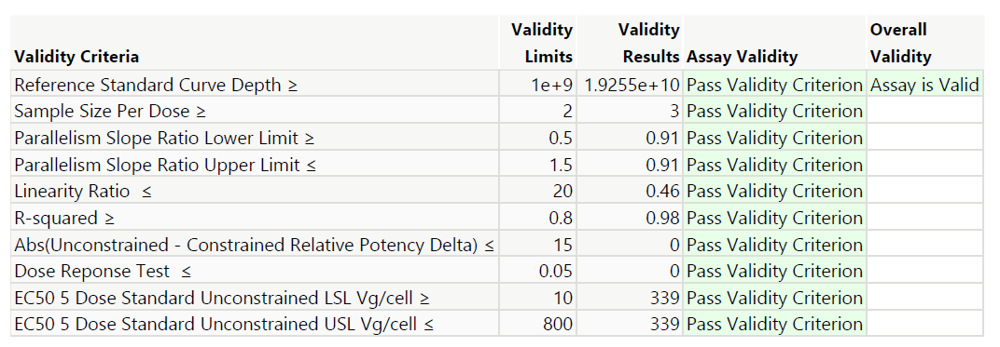 Validity Criteria Validity Limits Validity Results Assay Validity Overall Validity
Reference Standard Curve Depth ≥ 1e+9 1.9255e+10 Pass Validity Criterion Assay is Valid
Sample Size Per Dose ≥ 2 3 Pass Validity Criterion
Parallelism Slope Ratio Lower Limit ≥ 0.5 0.91 Pass Validity Criterion
Parallelism Slope Ratio Upper Limit ≤ 1.5 0.91 Pass Validity Criterion
Linearity Ratio ≤ 20 0.46 Pass Validity Criterion
R-squared ≥ 0.8 0.98 Pass Validity Criterion
Abs(Unconstrained - Constrained Relative Potency Delta) ≤ 15 0 Pass Validity Criterion
Dose Reponse Test ≤ 0.05 0 Pass Validity Criterion
EC50 5 Dose Standard Unconstrained LSL Vg/cell ≥ 10 339 Pass Validity Criterion
EC50 5 Dose Standard Unconstrained USL Vg/cell ≤ 800 339 Pass Validity Criterion